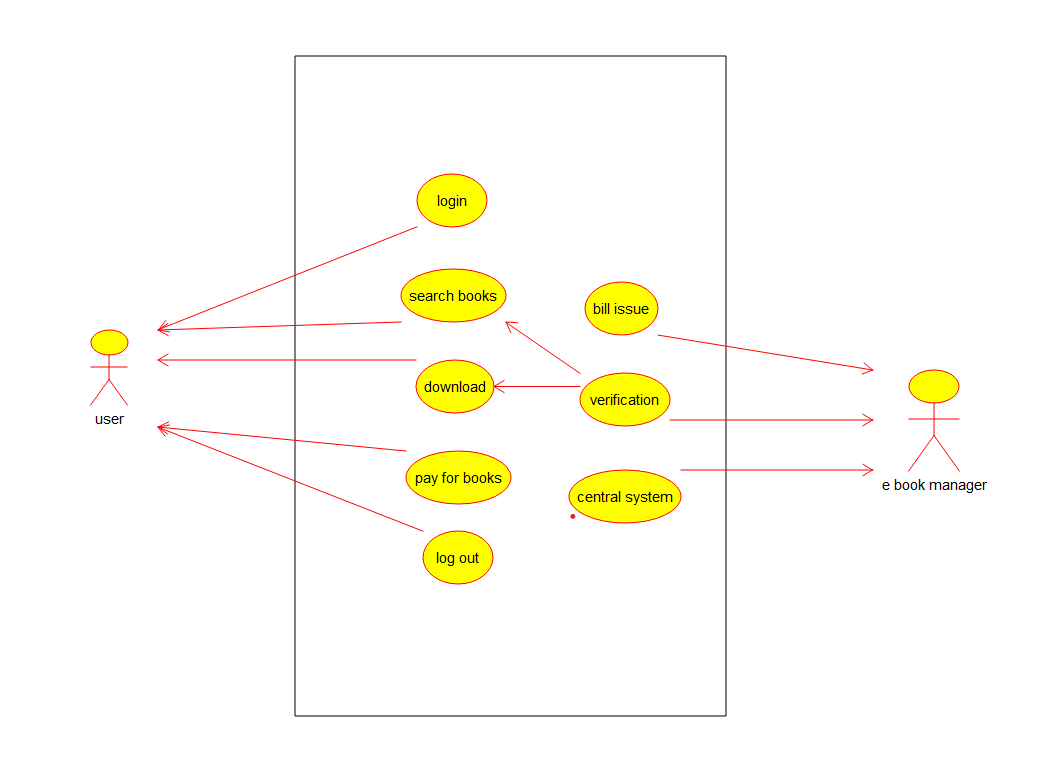 login
search books
bill issue
download
verification
user
pay for books
central system
e book manager
log out